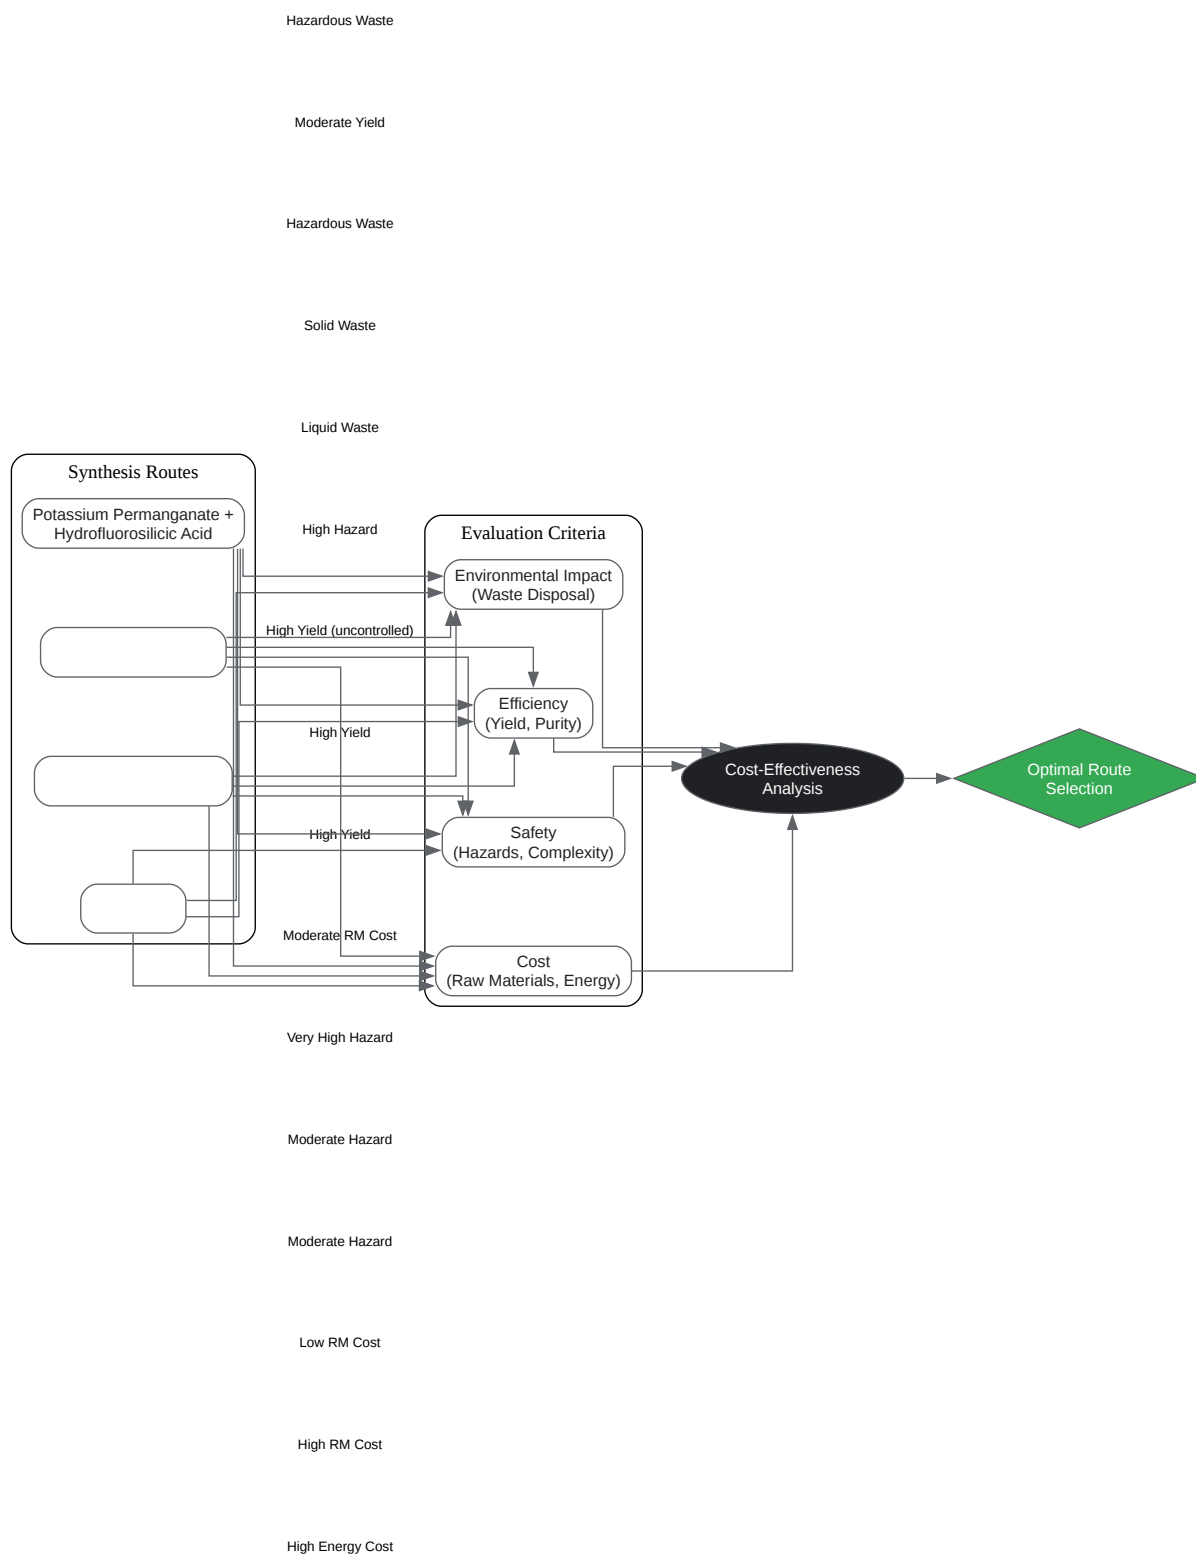 Hazardous Waste
Moderate Yield
Hazardous Waste
Solid Waste
Liquid Waste
Synthesis Routes
Potassium Permanganate +
Hydrofluorosilicic Acid
High Hazard
Evaluation Criteria
Environmental Impact
(Waste Disposal)
High Yield (uncontrolled)
Efficiency
(Yield, Purity)
High Yield
Cost-Effectiveness
Analysis
Optimal Route
Selection
High Yield
Safety
(Hazards, Complexity)
Moderate RM Cost
Cost
(Raw Materials, Energy)
Very High Hazard
Moderate Hazard
Moderate Hazard
Low RM Cost
High RM Cost
High Energy Cost